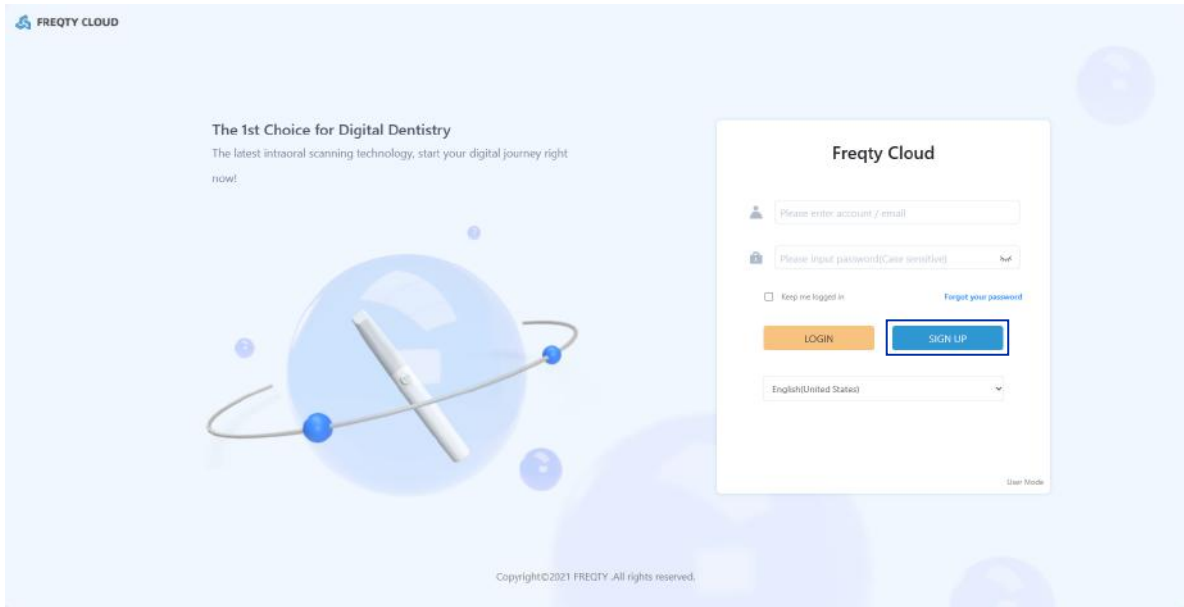 FREQTY CLOUD
The 1st Choice for Digital Dentistry
The latest intraoral scanning technology, start your digital journey right
now!
Freqty Cloud
Please enter account / email
Please input password(Case sensitive)
Keep me logged in
Forgot your password
LOGIN
SIGN UP
English(United States)
User Mode
Copyright©2021 FREQTY .All rights reserved.